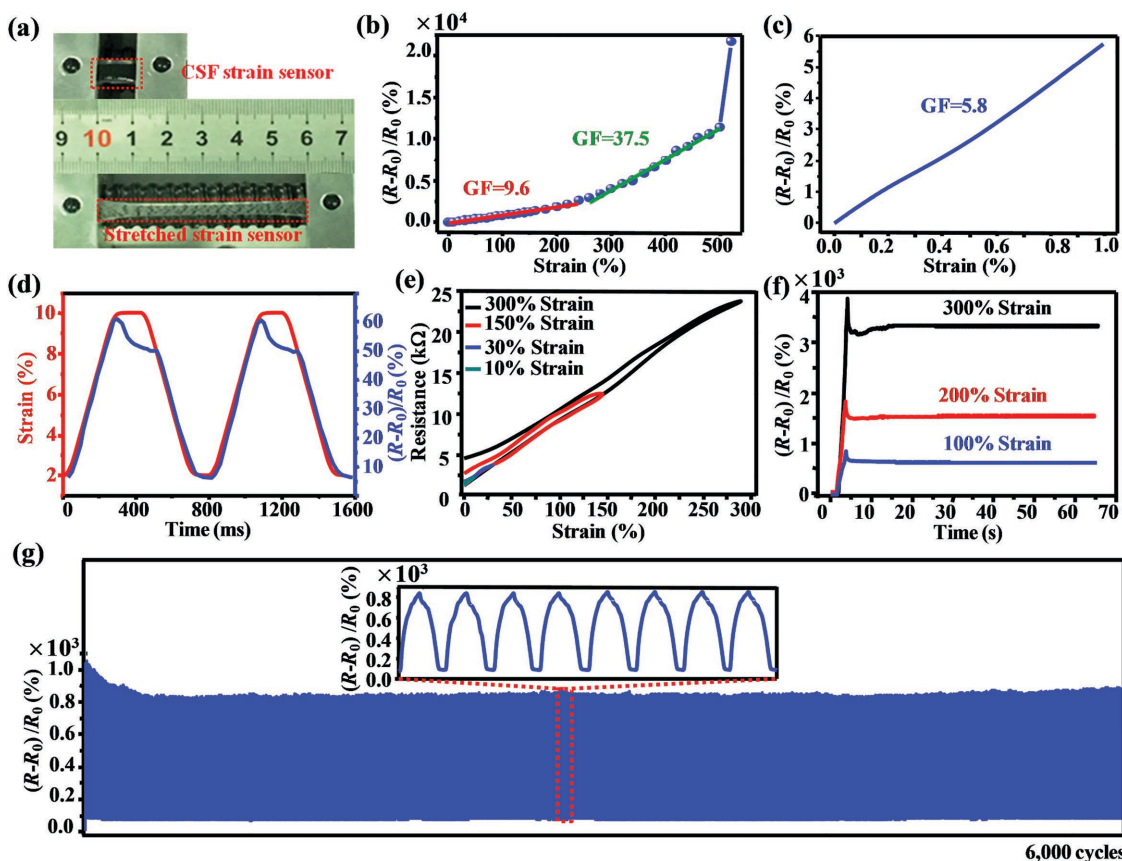 (a)
CSF strain sensor
9 10 1 2 3 4 5 6 7
Stretched strain sensor
(b)
×10⁴
2.0
1.5
1.0
0.5
0.0
(R-R₀)/R₀ (%)
GF=9.6
GF=37.5
0 100 200 300 400 500
Strain (%)
(c)
6
5
4
3
2
1
0
(R-R₀)/R₀ (%)
GF=5.8
0.0 0.2 0.4 0.6 0.8 1.0
Strain (%)
(d)
10
8
6
4
2
Strain (%)
60
50
40
30
20
10
(R-R₀)/R₀ (%)
0 400 800 1200 1600
Time (ms)
(e)
25
20
15
10
5
0
Resistance (kΩ)
300% Strain
150% Strain
30% Strain
10% Strain
0 50 100 150 200 250 300
Strain (%)
(f)
×10³
4
3
2
1
0
(R-R₀)/R₀ (%)
300% Strain
200% Strain
100% Strain
0 10 20 30 40 50 60 70
Time (s)
(g)
×10³
1.0
0.8
0.6
0.4
0.2
0.0
(R-R₀)/R₀ (%)
×10³
0.8
0.6
0.4
0.2
0.0
(R-R₀)/R₀ (%)
6,000 cycles